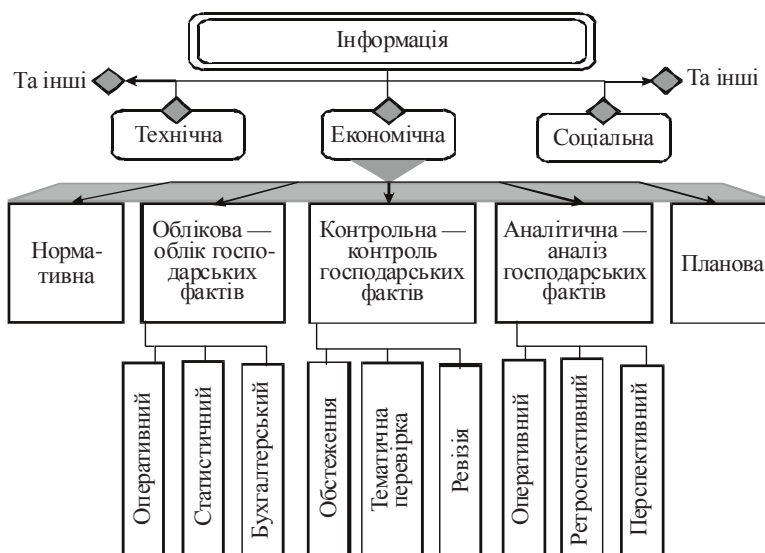 Інформація
Та інші
Та інші
Технічна
Економічна
Соціальна
Норма-
тивна
Облікова —
облік госпо-
дарських
фактів
Контрольна —
контроль
господарських
фактів
Аналітична —
аналіз
господарських
фактів
Планова
Оперативний
Статистичний
Бухгалтерський
Обстеження
Тематична
перевірка
Ревізія
Оперативний
Ретроспективний
Перспективний